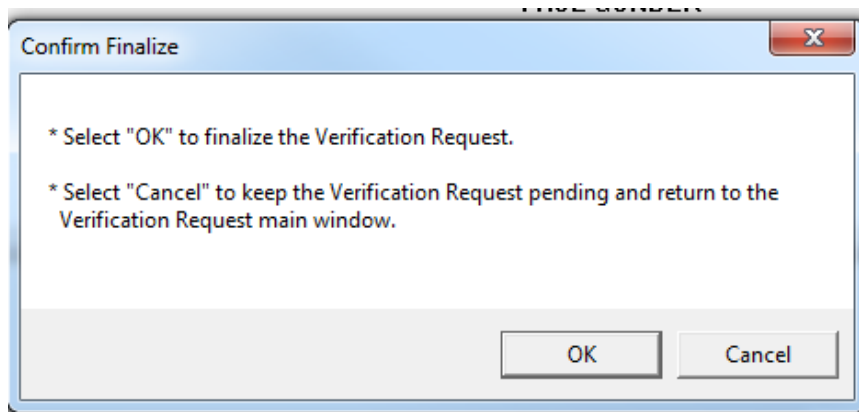 Confirm Finalize
* Select "OK" to finalize the Verification Request.
* Select "Cancel" to keep the Verification Request pending and return to the
Verification Request main window.
OK
Cancel